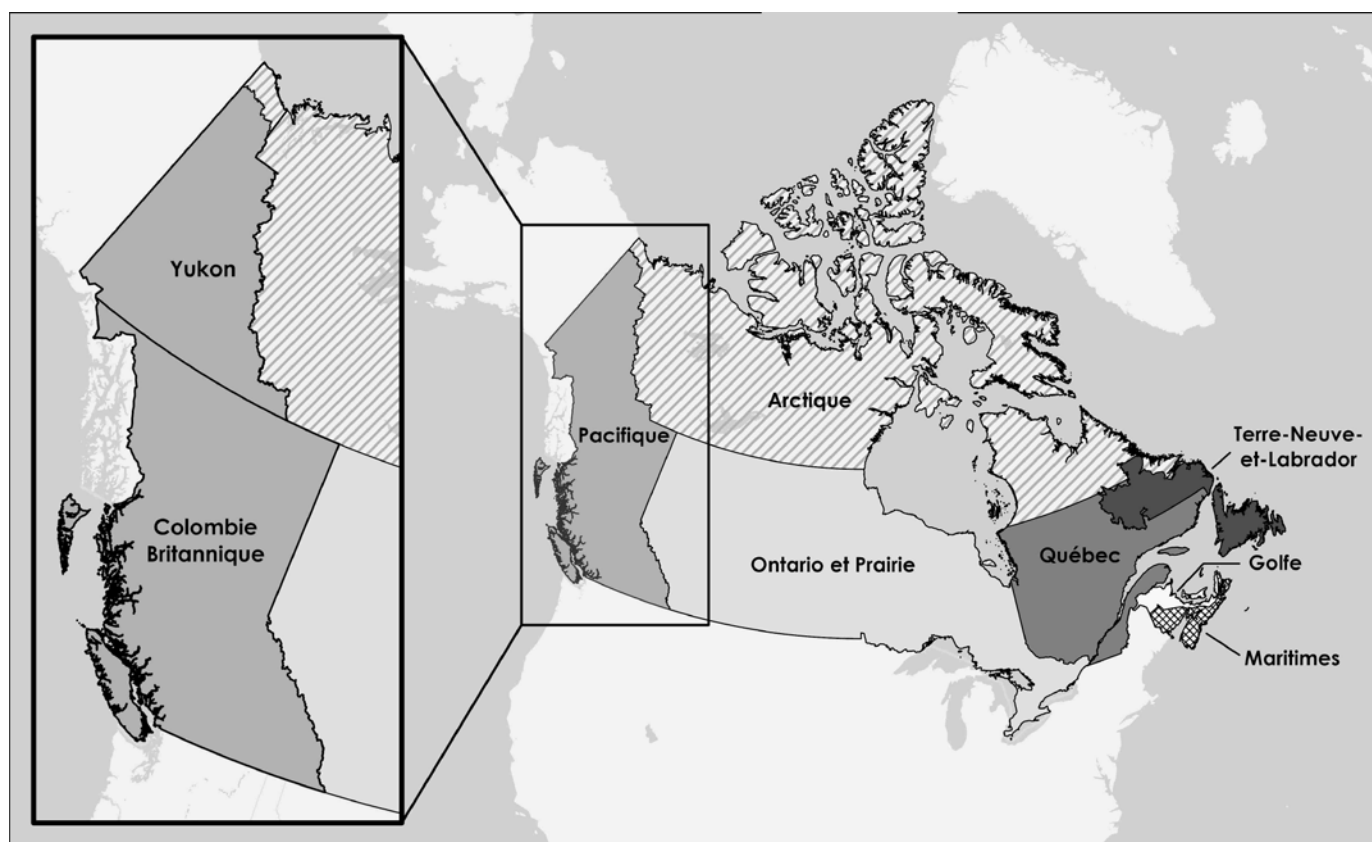 Yukon
Colombie
Britannique
Pacifique
Arctique
Ontario et Prairie
Québec
Terre-Neuve-
et-Labrador
Golfe
Maritimes